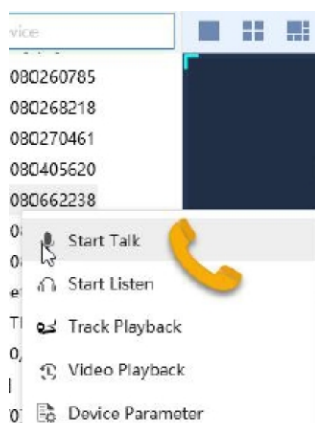 vice
080260785
080268218
080270461
080405620
080662238
Start Talk
Start Listen
Track Playback
Video Playback
Device Parameter